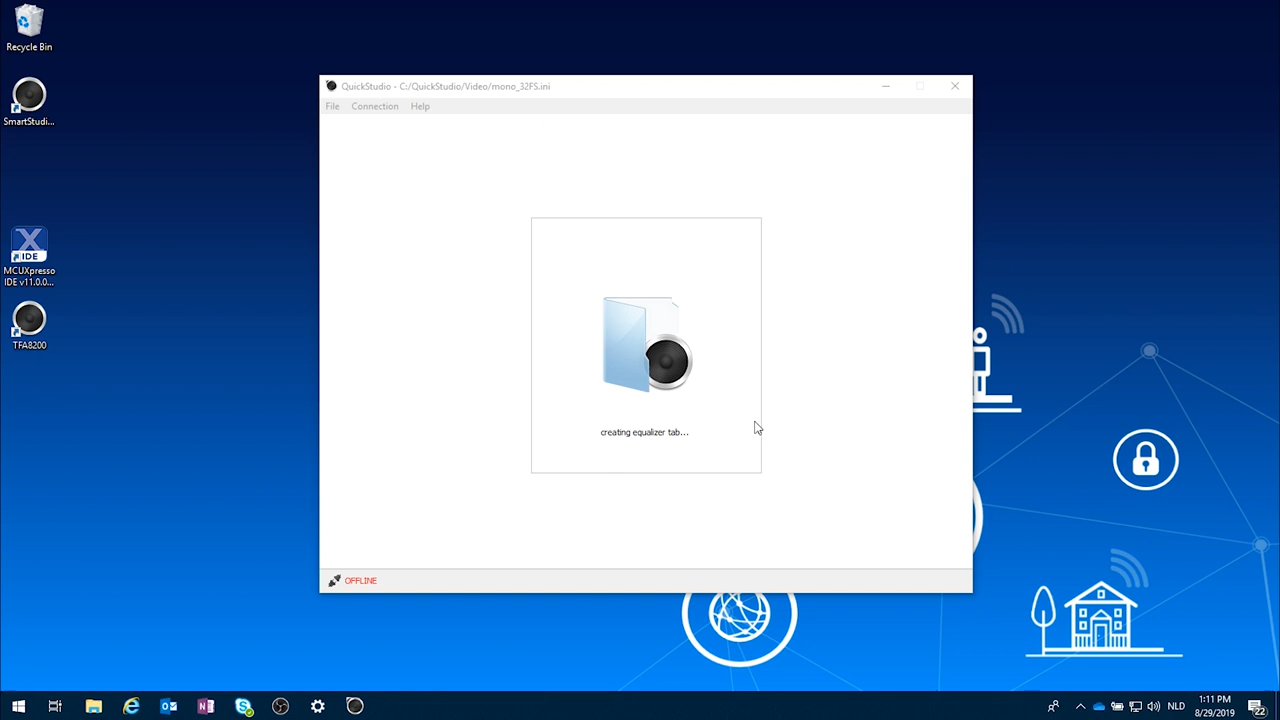 Recycle Bin
SmartStudi...
X
IDE
MCUXpresso
IDE v11.0.0...
TFA8200
QuickStudio - C:/QuickStudio/Video/mono_32FS.ini
File Connection Help
creating equalizer tab...
OFFLINE
NLD
1:11 PM
8/29/2019
22